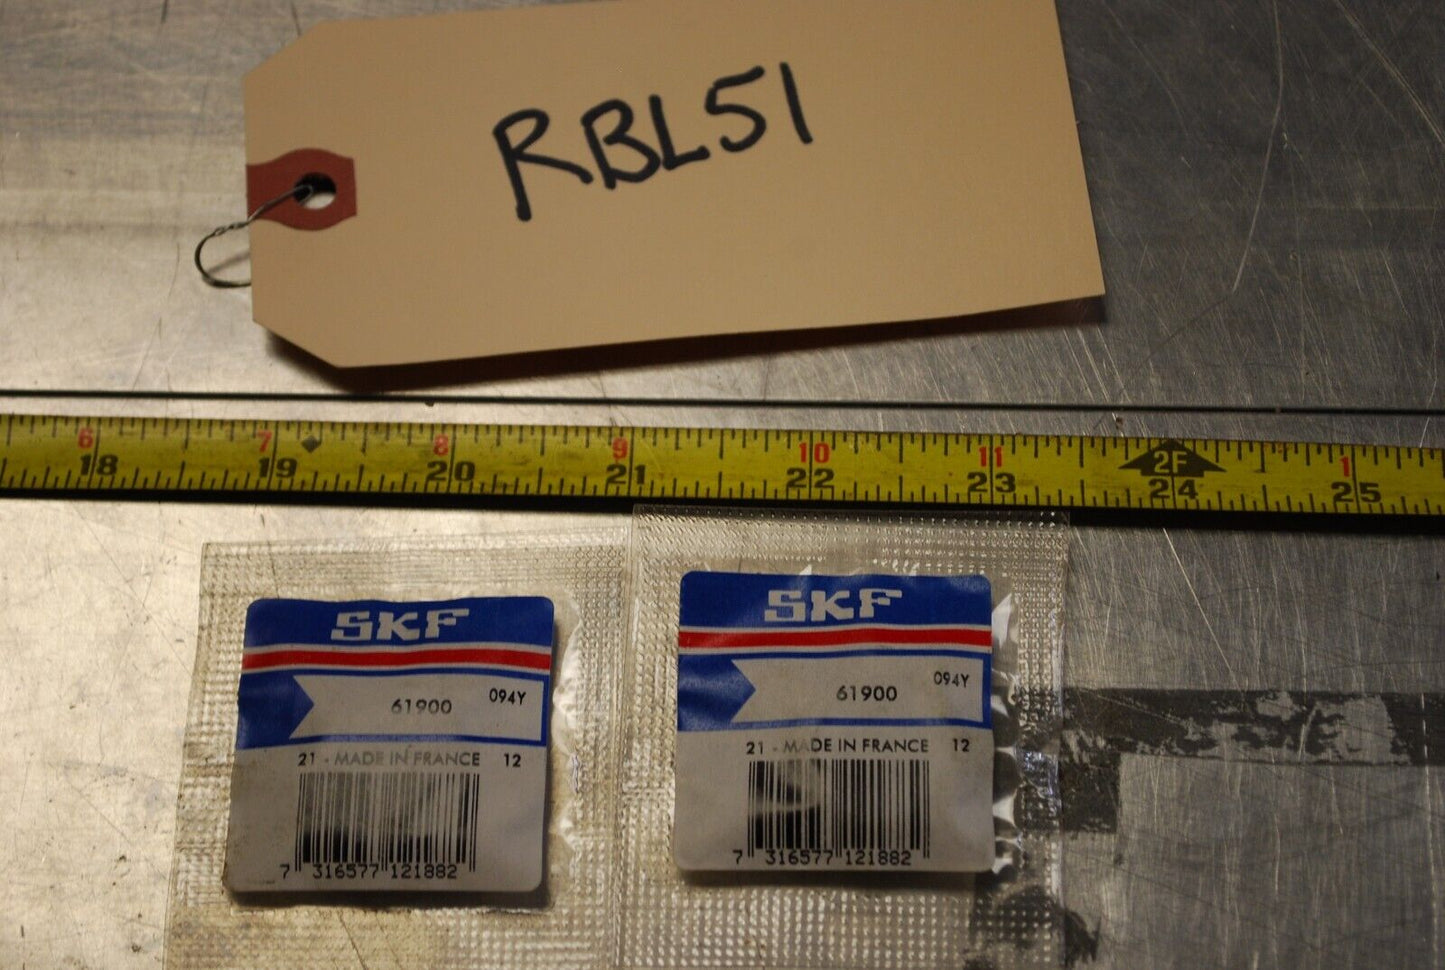 RBL51
6 7 8 9 10 11 1
18 19 20 21 22 23 2F 24 25
SKF
094Y
61900
21 - MADE IN FRANCE 12
7 316577 121882
SKF
094Y
61900
21 - MADE IN FRANCE 12
7 316577 121882